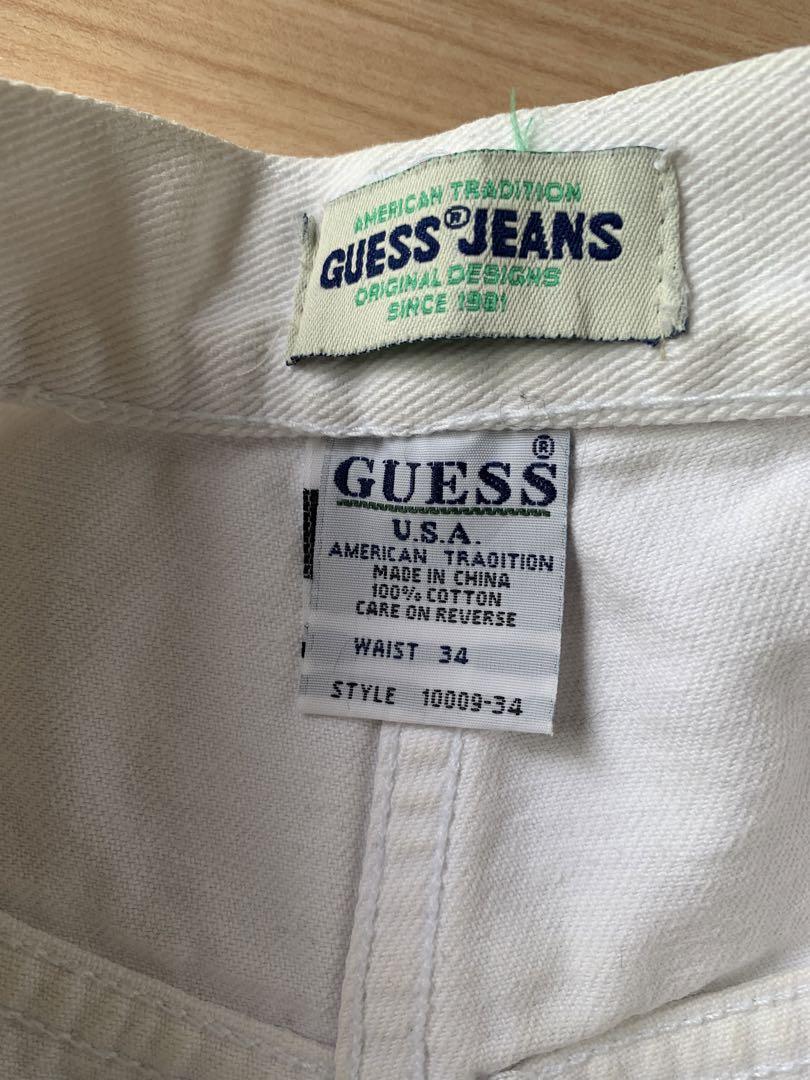 AMERICAN TRADITION
GUESS® JEANS
ORIGINAL DESIGNS
SINCE 1981
®
GUESS
U.S.A.
AMERICAN TRADITION
MADE IN CHINA
100% COTTON
CARE ON REVERSE
WAIST 34
STYLE 10009-34